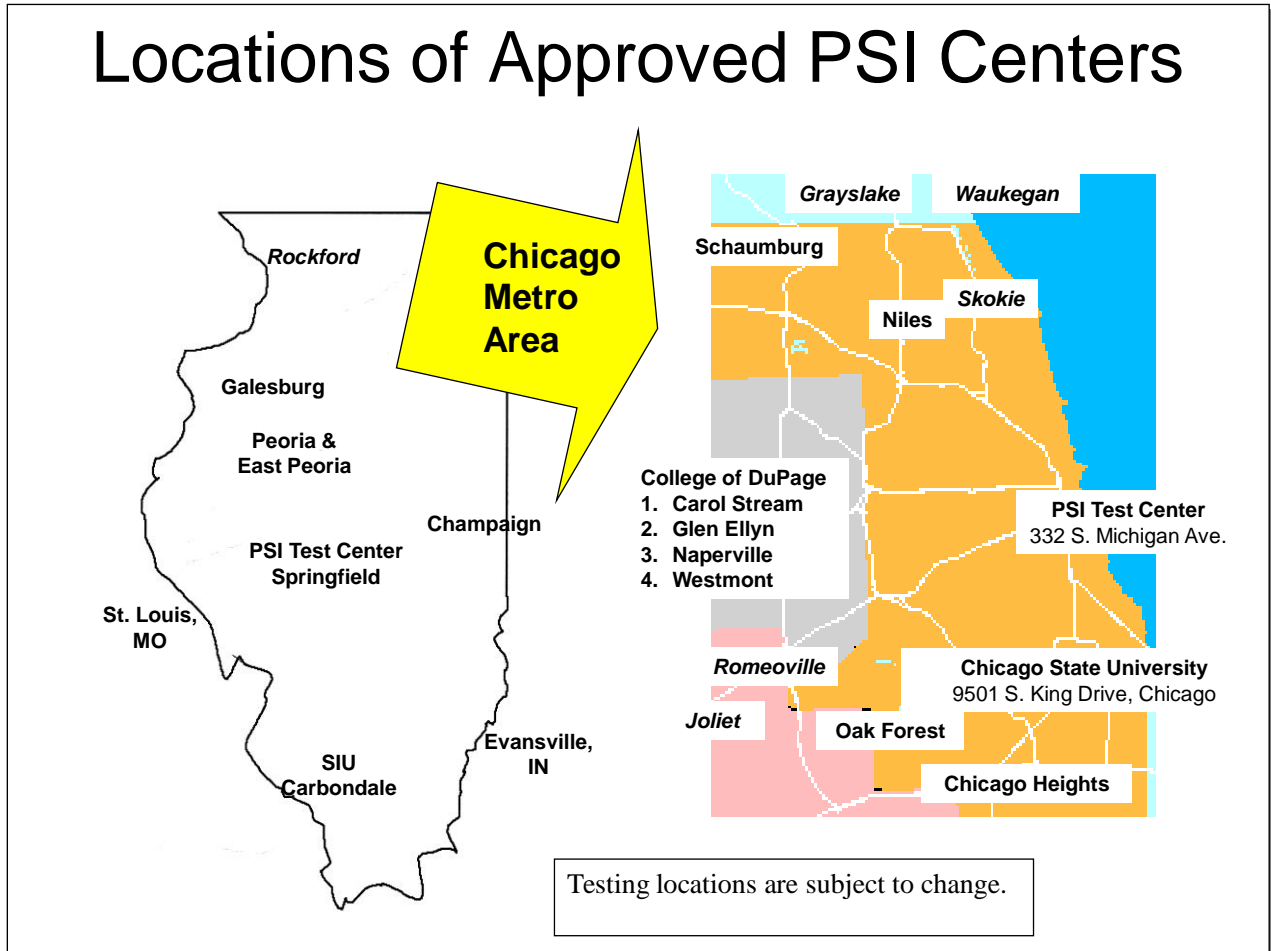 Locations of Approved PSI Centers
Rockford
Galesburg
Peoria &
East Peoria
Champaign
PSI Test Center
Springfield
St. Louis,
MO
Evansville,
IN
SIU
Carbondale
Chicago
Metro
Area
Grayslake
Waukegan
Schaumburg
Skokie
Niles
College of DuPage
1. Carol Stream
2. Glen Ellyn
3. Naperville
4. Westmont
PSI Test Center
332 S. Michigan Ave.
Romeoville
Chicago State University
9501 S. King Drive, Chicago
Joliet
Oak Forest
Chicago Heights
Testing locations are subject to change.